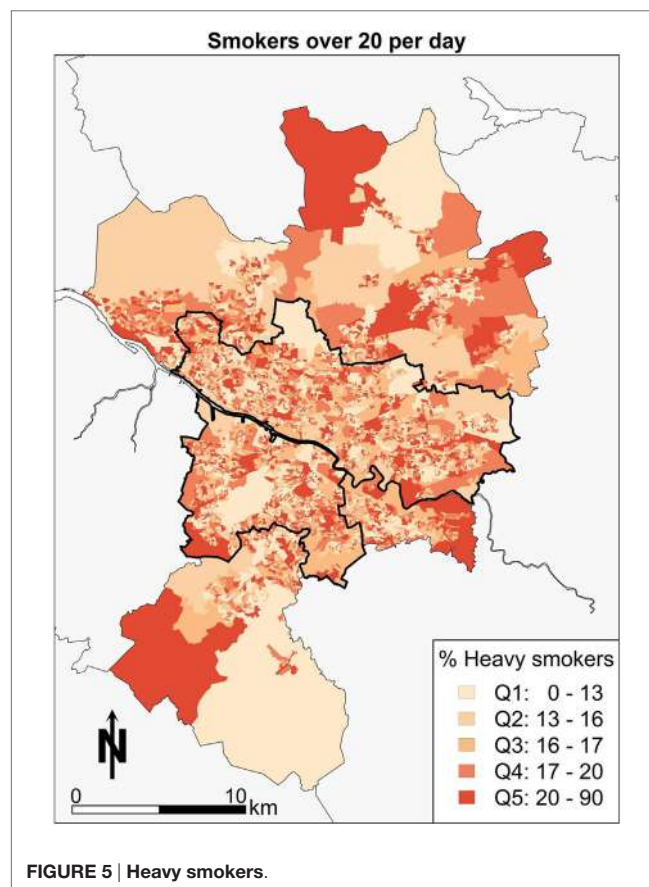 Smokers over 20 per day
% Heavy smokers
Q1: 0 - 13
Q2: 13 - 16
Q3: 16 - 17
Q4: 17 - 20
Q5: 20 - 90
N
0 10
km
FIGURE 5 | Heavy smokers.